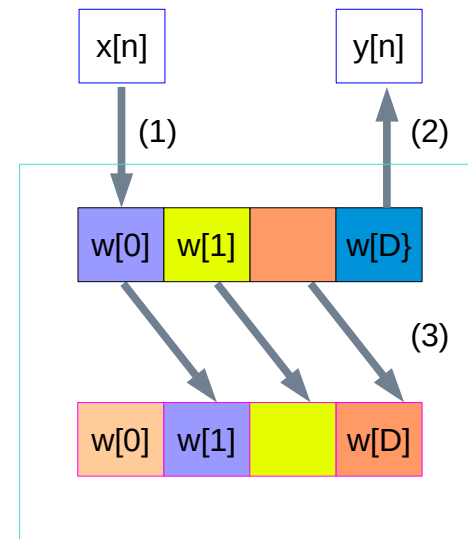 x[n] y[n]
(1) (2)
w[0] w[1] w[D}
(3)
w[0] w[1] w[D]